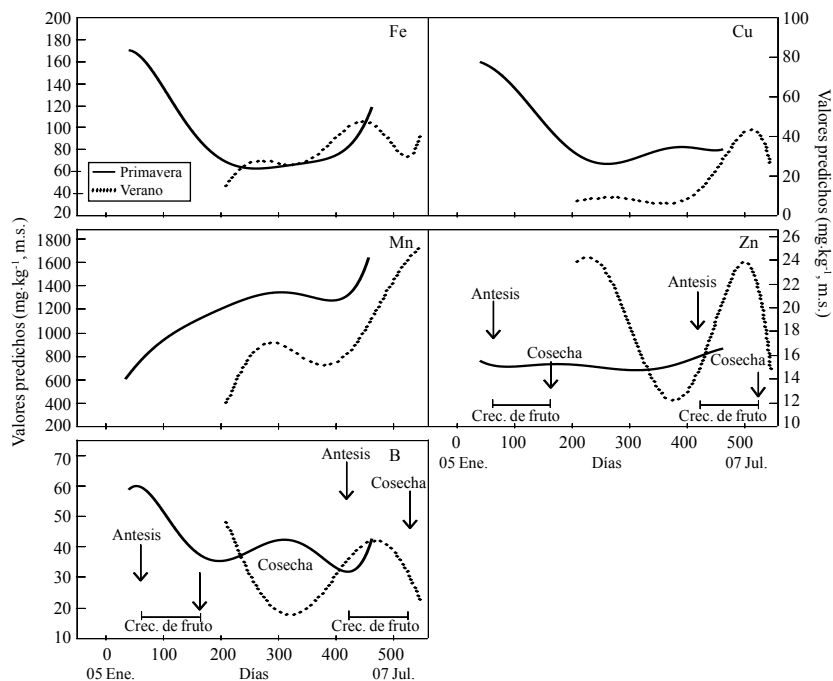 Fe
200
180
160
140
120
100
80
60
40
20
Primavera
Verano
Cu
100
80
60
40
20
0
Valores predichos (mg·kg-1, m.s.)
Valores predichos (mg·kg-1, m.s.)
Mn
1800
1600
1400
1200
1000
800
600
400
200
Zn
26
24
22
20
18
16
14
12
10
Antesis
Antesis
Cosecha
Cosecha
Crec. de fruto
Crec. de fruto
0 100 200 300 400 500
05 Ene. Días 07 Jul.
B
70
60
50
40
30
20
10
Antesis
Cosecha
Antesis
Cosecha
Crec. de fruto
Crec. de fruto
0 100 200 300 400 500
05 Ene. Días 07 Jul.